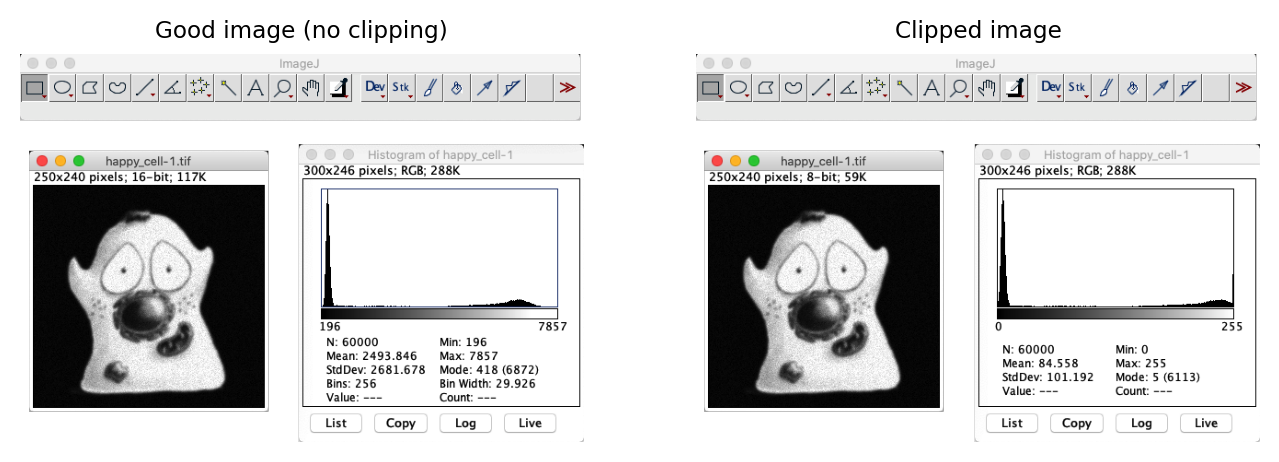 Good image (no clipping)
ImageJ
Dev Stk
happy_cell-1.tif
250x240 pixels; 16-bit; 117K
Histogram of happy_cell-1
300x246 pixels; RGB; 288K
196 7857
N: 60000 Min: 196
Mean: 2493.846 Max: 7857
StdDev: 2681.678 Mode: 418 (6872)
Bins: 256 Bin Width: 29.926
Value: --- Count: ---
List Copy Log Live
Clipped image
ImageJ
Dev Stk
happy_cell-1.tif
250x240 pixels; 8-bit; 59K
Histogram of happy_cell-1
300x246 pixels; RGB; 288K
0 255
N: 60000 Min: 0
Mean: 84.558 Max: 255
StdDev: 101.192 Mode: 5 (6113)
Value: --- Count: ---
List Copy Log Live